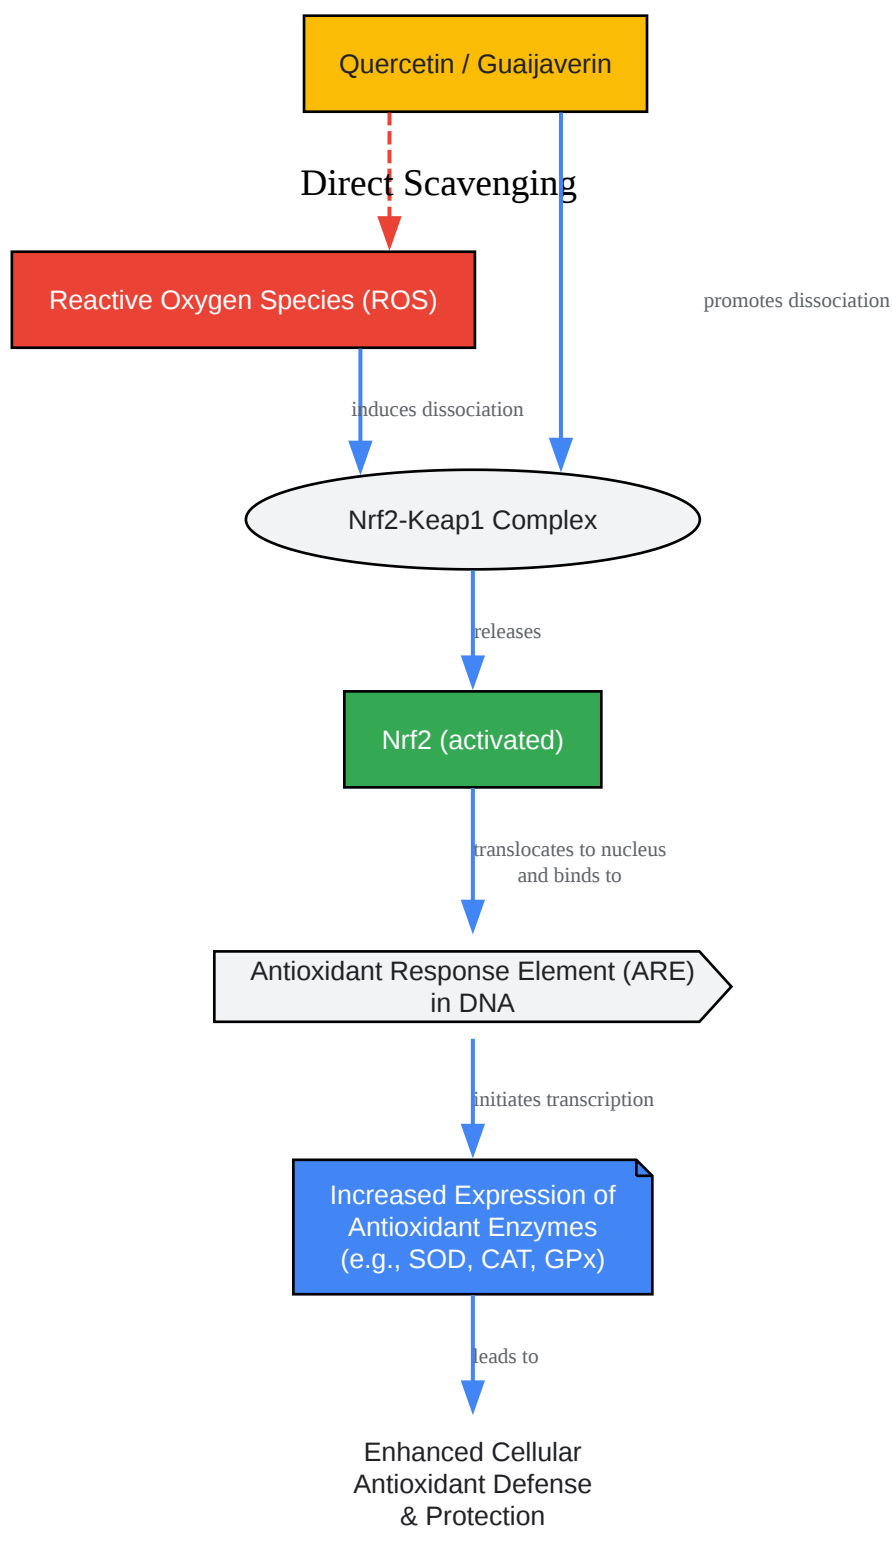 Quercetin / Guaijaverin
Direct Scavenging
Reactive Oxygen Species (ROS)
promotes dissociation
induces dissociation
Nrf2-Keap1 Complex
releases
Nrf2 (activated)
translocates to nucleus
and binds to
Antioxidant Response Element (ARE)
in DNA
initiates transcription
Increased Expression of
Antioxidant Enzymes
(e.g., SOD, CAT, GPx)
leads to
Enhanced Cellular
Antioxidant Defense
& Protection